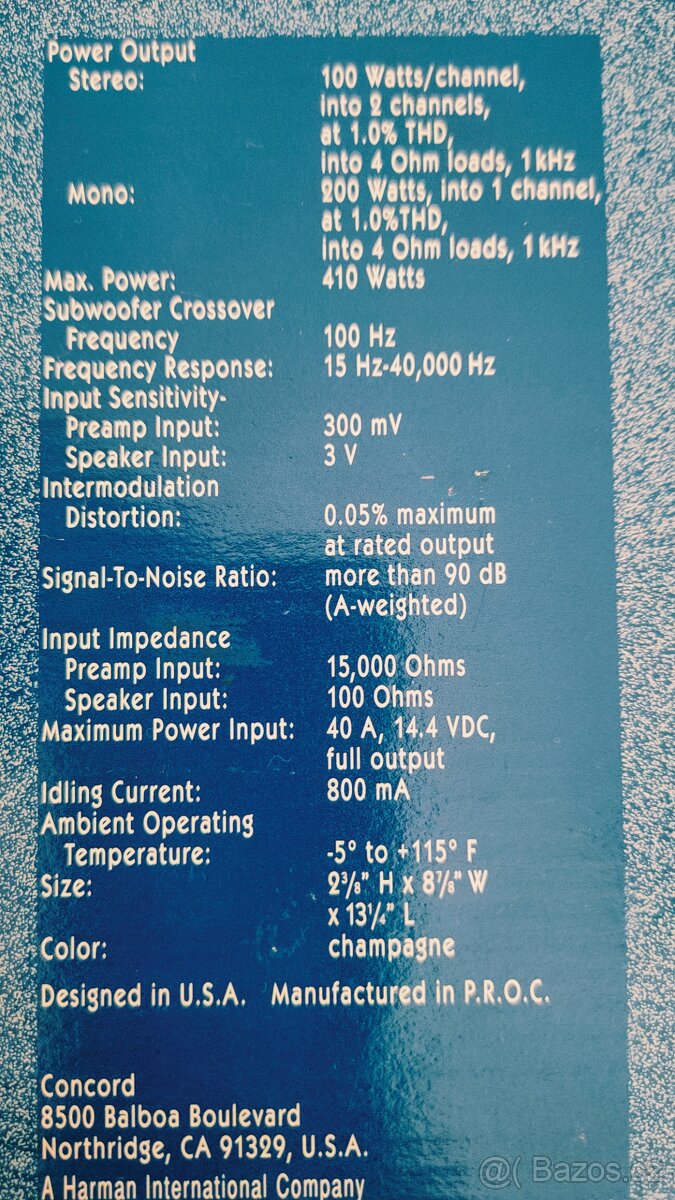 Power Output
Stereo: 100 Watts/channel,
into 2 channels,
at 1.0% THD,
into 4 Ohm loads, 1 kHz
Mono: 200 Watts, into 1 channel,
at 1.0%THD,
into 4 Ohm loads, 1 kHz
Max. Power: 410 Watts
Subwoofer Crossover
Frequency 100 Hz
Frequency Response: 15 Hz-40,000 Hz
Input Sensitivity-
Preamp Input: 300 mV
Speaker Input: 3 V
Intermodulation
Distortion: 0.05% maximum
at rated output
Signal-To-Noise Ratio: more than 90 dB
(A-weighted)
Input Impedance
Preamp Input: 15,000 Ohms
Speaker Input: 100 Ohms
Maximum Power Input: 40 A, 14.4 VDC,
full output
Idling Current: 800 mA
Ambient Operating
Temperature: -5° to +115° F
Size: 2⅜" H x 8⅞" W
x 13¼" L
Color: champagne
Designed in U.S.A. Manufactured in P.R.O.C.
Concord
8500 Balboa Boulevard
Northridge, CA 91329, U.S.A.
A Harman International Company
@( Bazos.cz